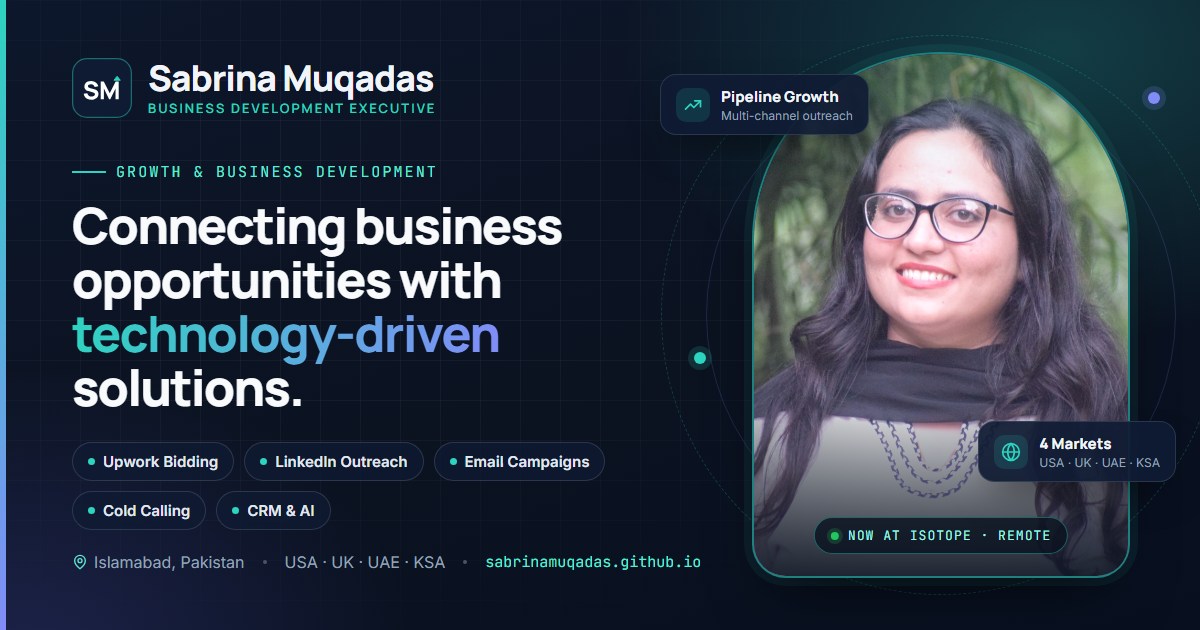 SM
Sabrina Muqadas
BUSINESS DEVELOPMENT EXECUTIVE
GROWTH & BUSINESS DEVELOPMENT
Connecting business
opportunities with
technology-driven
solutions.
Upwork Bidding
LinkedIn Outreach
Email Campaigns
Cold Calling
CRM & AI
Islamabad, Pakistan • USA · UK · UAE · KSA • sabrinamuqadas.github.io
Pipeline Growth
Multi-channel outreach
4 Markets
USA · UK · UAE · KSA
NOW AT ISOTOPE · REMOTE